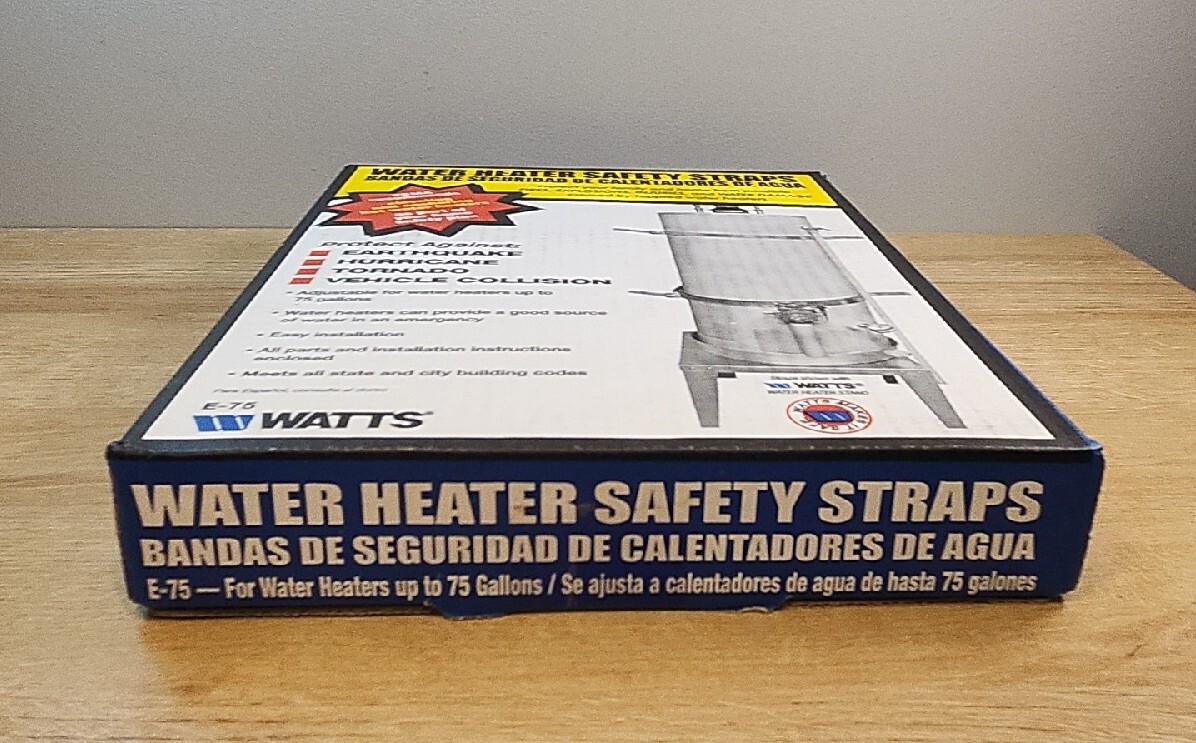 WATER HEATER SAFETY STRAPS
BANDAS DE SEGURIDAD DE CALENTADORES DE AGUA
Protect Against:
EARTHQUAKE
HURRICANE
TORNADO
VEHICLE COLLISION
• Adjustable for water heaters up to
75 gallons
• Water heaters can provide a good source
of water in an emergency
• Easy installation
• All parts and installation instructions
enclosed
• Meets all state and city building codes
E-75
WATTS®
WATTS®
WATER HEATER STAND
WATER HEATER SAFETY STRAPS
BANDAS DE SEGURIDAD DE CALENTADORES DE AGUA
E-75 — For Water Heaters up to 75 Gallons / Se ajusta a calentadores de agua de hasta 75 galones